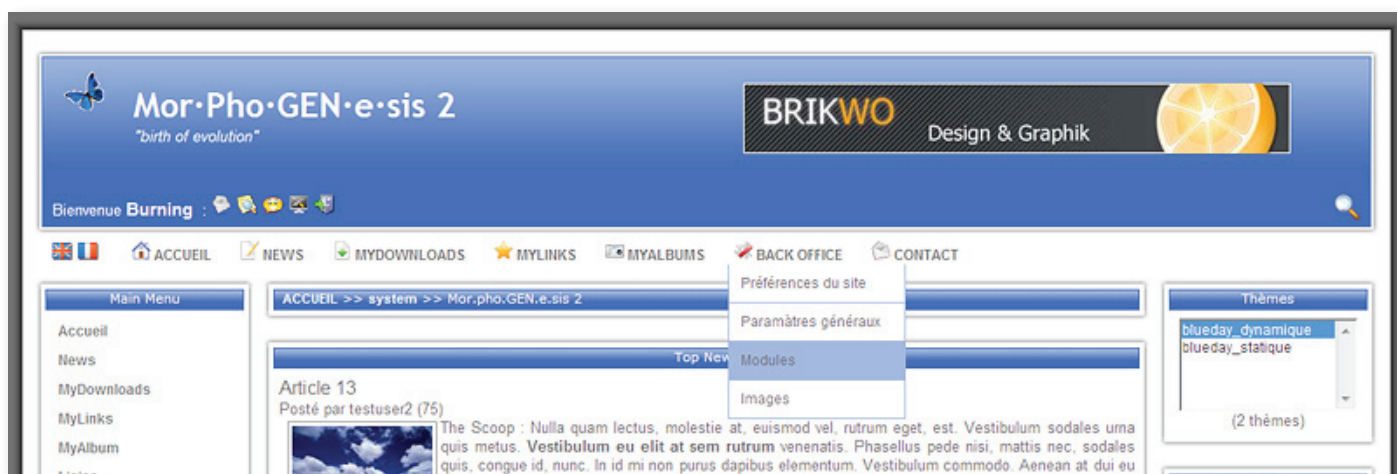 Mor·Pho·GEN·e·sis 2
"birth of evolution"
BRIKWO
Design & Graphik
Bienvenue Burning :
ACCUEIL NEWS MYDOWNLOADS MYLINKS MYALBUMS BACK OFFICE CONTACT
Préférences du site
Paramàtres généraux
Modules
Images
Main Menu
Accueil
News
MyDownloads
MyLinks
MyAlbum
ACCUEIL >> system >> Mor.pho.GEN.e.sis 2
Top New
Article 13
Posté par testuser2 (75)
The Scoop : Nulla quam lectus, molestie at, euismod vel, rutrum eget, est. Vestibulum sodales urna
quis metus. Vestibulum eu elit at sem rutrum venenatis. Phasellus pede nisi, mattis nec, sodales
quis, congue id, nunc. In id mi non purus dapibus elementum. Vestibulum commodo. Aenean at dui eu
Thèmes
blueday_dynamique
blueday_statique
(2 thèmes)